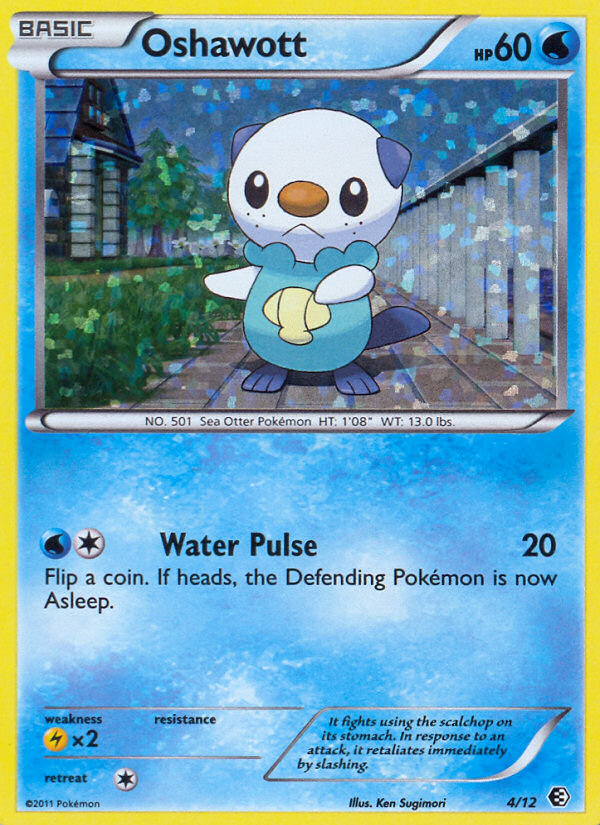 BASIC
Oshawott
HP60
NO. 501 Sea Otter Pokémon HT: 1'08" WT: 13.0 lbs.
Water Pulse 20
Flip a coin. If heads, the Defending Pokémon is now
Asleep.
weakness resistance
×2
retreat
It fights using the scalchop on
its stomach. In response to an
attack, it retaliates immediately
by slashing.
©2011 Pokémon Illus. Ken Sugimori 4/12